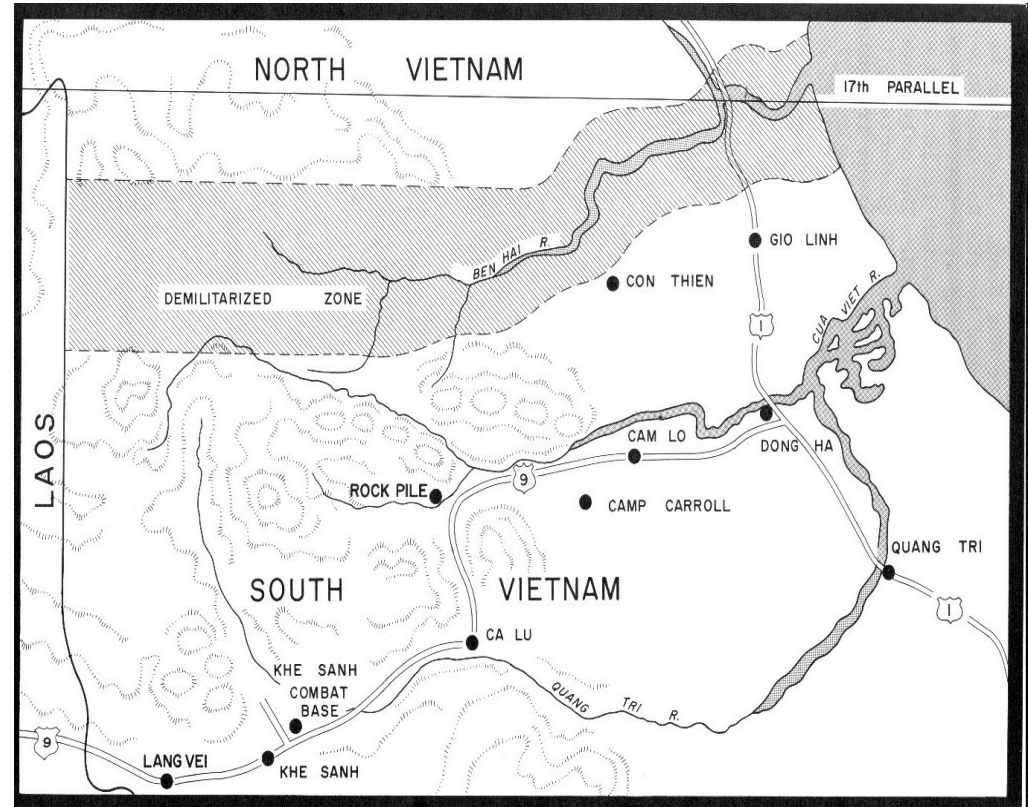 NORTH VIETNAM
17th PARALLEL
GIO LINH
BEN HAI R.
CON THIEN
DEMILITARIZED ZONE
CUA VIET R.
1
LAOS
CAM LO
DONG HA
9
ROCK PILE
CAMP CARROLL
QUANG TRI
SOUTH VIETNAM
1
CA LU
KHE SANH
COMBAT
BASE
QUANG TRI R.
9
LANG VEI
KHE SANH